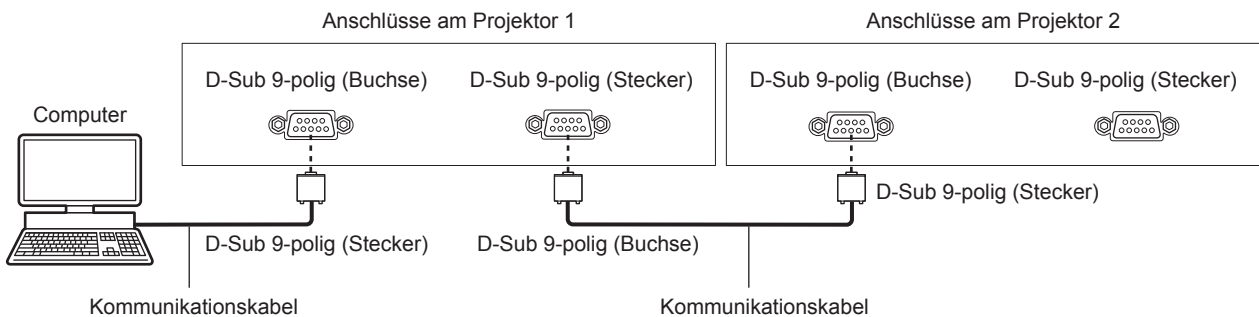 Anschlüsse am Projektor 1
Anschlüsse am Projektor 2
D-Sub 9-polig (Buchse)
D-Sub 9-polig (Stecker)
D-Sub 9-polig (Buchse)
D-Sub 9-polig (Stecker)
Computer
D-Sub 9-polig (Stecker)
D-Sub 9-polig (Stecker)
D-Sub 9-polig (Buchse)
Kommunikationskabel
Kommunikationskabel